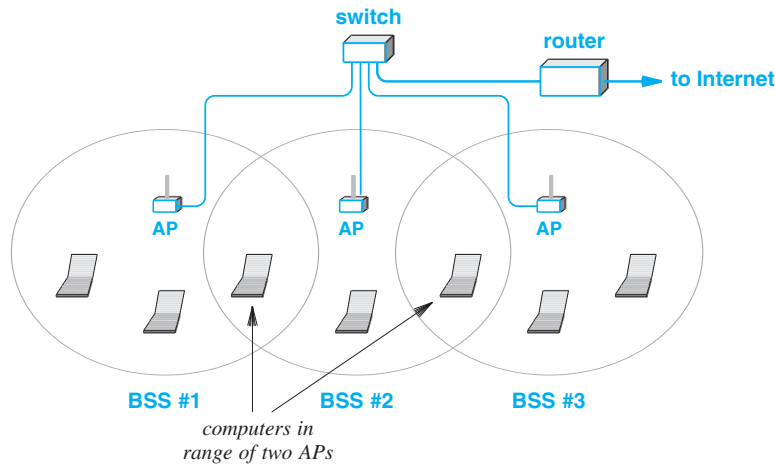 switch
router
to Internet
AP
AP
AP
BSS #1
BSS #2
BSS #3
computers in
range of two APs